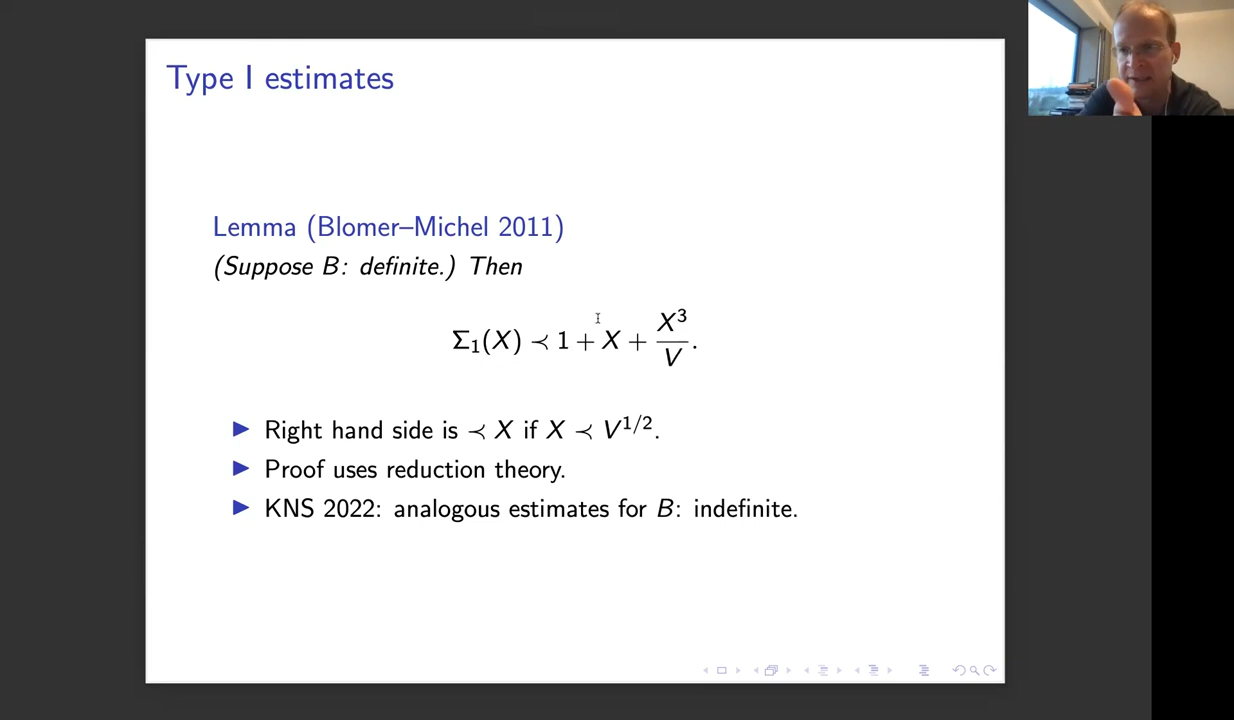 Type I estimates
Lemma (Blomer–Michel 2011)
(Suppose B: definite.) Then
Σ₁(X) ≺ 1 + X + X³/V.
▶ Right hand side is ≺ X if X ≺ V^{1/2}.
▶ Proof uses reduction theory.
▶ KNS 2022: analogous estimates for B: indefinite.